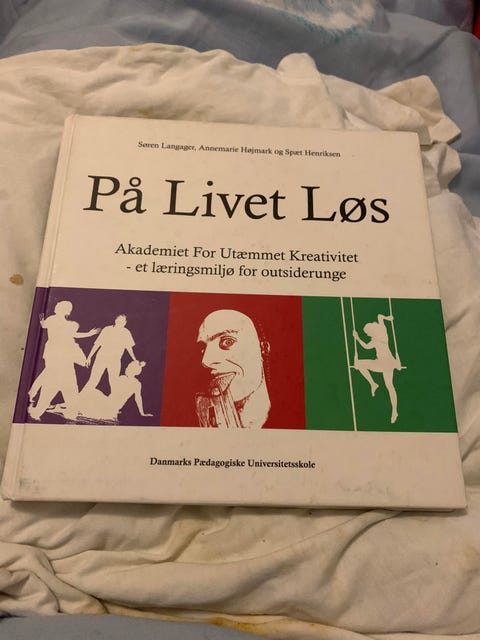 Søren Langager, Annemarie Højmark og Spæt Henriksen
På Livet Løs
Akademiet For Utæmmet Kreativitet
- et læringsmiljø for outsiderunge
Danmarks Pædagogiske Universitetsskole